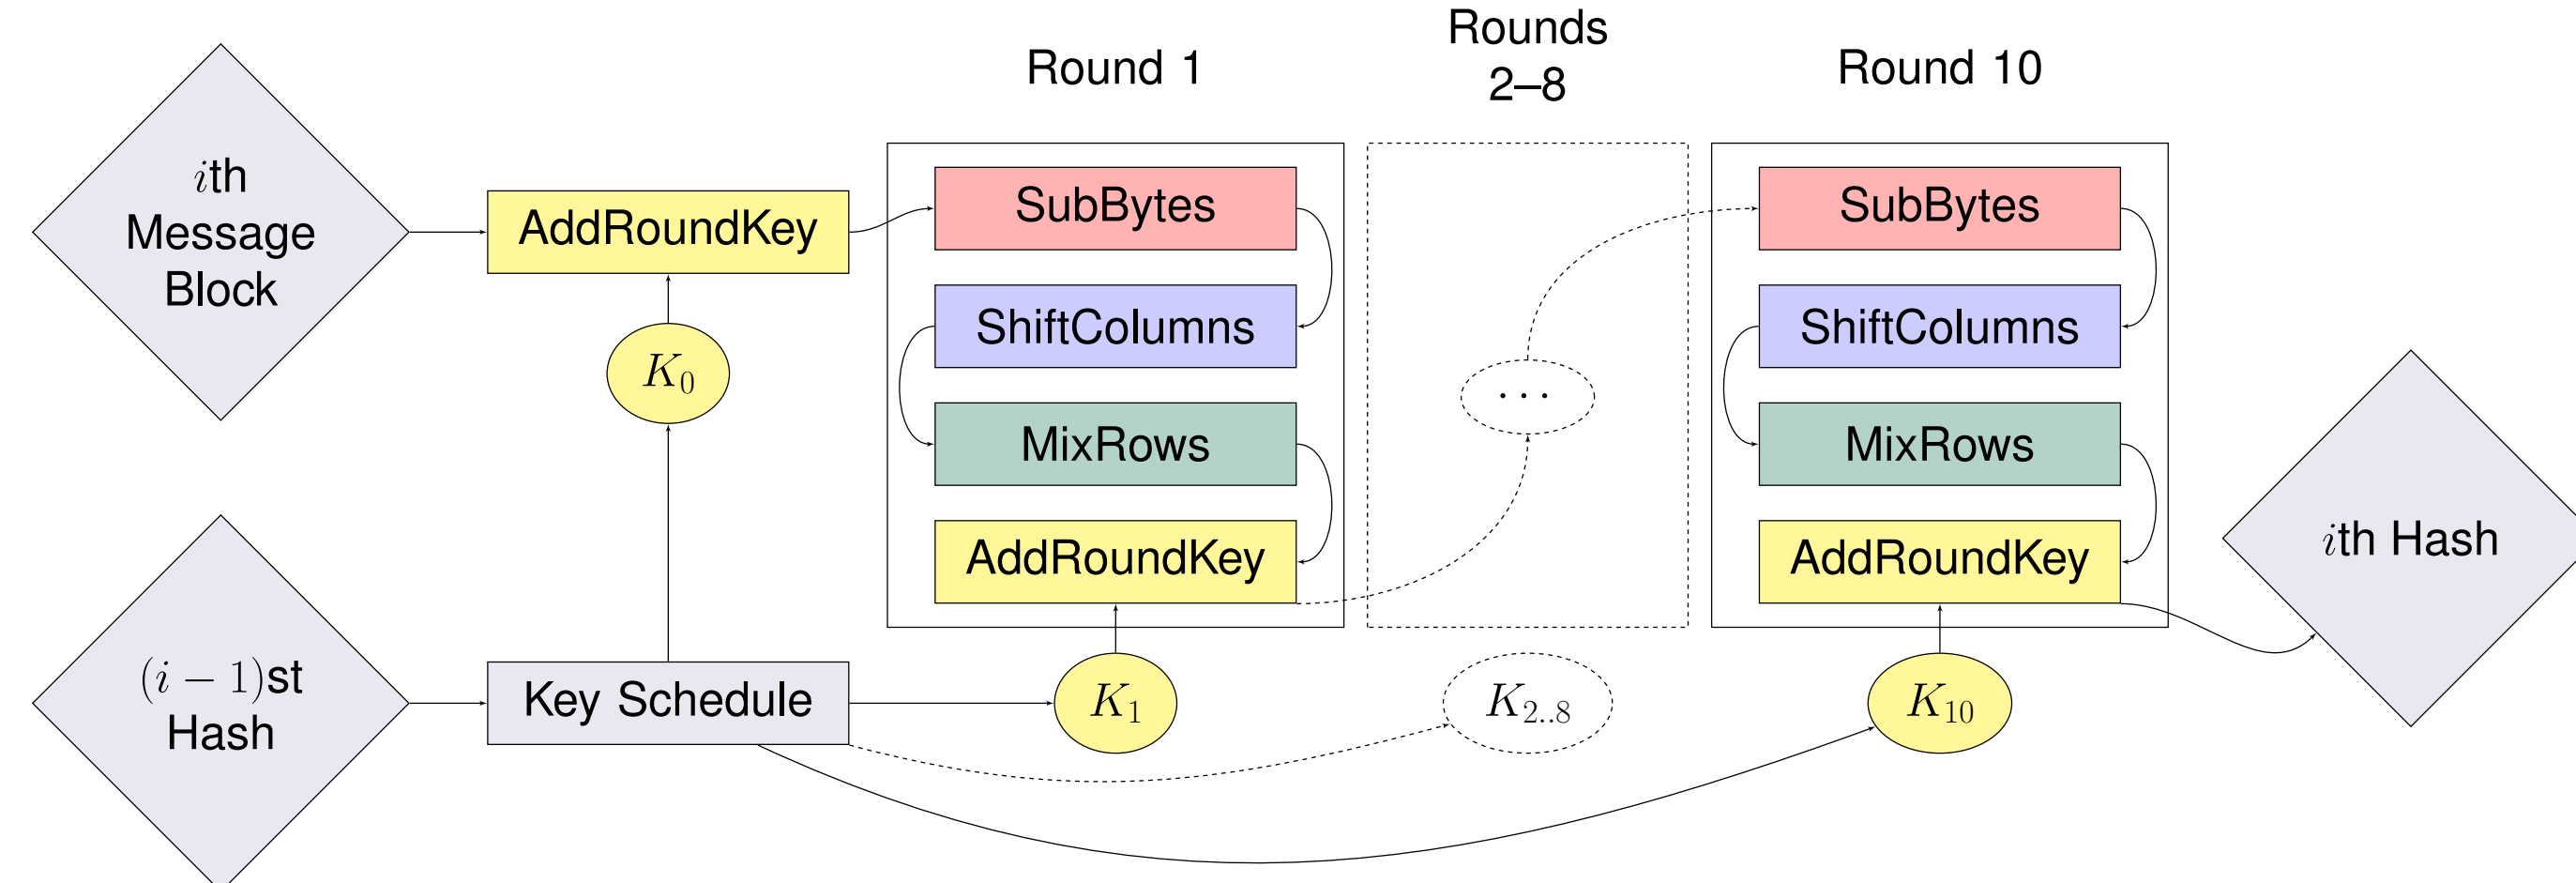 Rounds
2–8
Round 1
Round 10
ith
Message
Block
AddRoundKey
K₀
SubBytes
ShiftColumns
MixRows
AddRoundKey
· · ·
SubBytes
ShiftColumns
MixRows
AddRoundKey
ith Hash
(i − 1)st
Hash
Key Schedule
K₁
K₂..₈
K₁₀